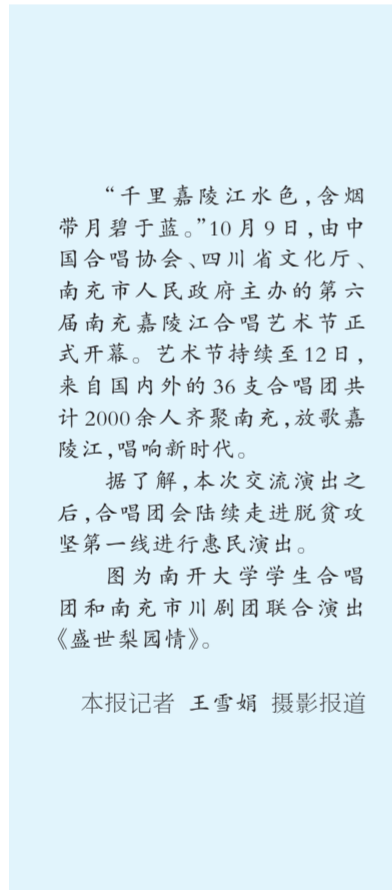 “千里嘉陵江水色,含烟
带月碧于蓝。”10月9日,由中
国合唱协会、四川省文化厅、
南充市人民政府主办的第六
届南充嘉陵江合唱艺术节正
式开幕。艺术节持续至12日,
来自国内外的36支合唱团共
计2000余人齐聚南充,放歌嘉
陵江,唱响新时代。
据了解,本次交流演出之
后,合唱团会陆续走进脱贫攻
坚第一线进行惠民演出。
图为南开大学学生合唱
团和南充市川剧团联合演出
《盛世梨园情》。
本报记者 王雪娟 摄影报道